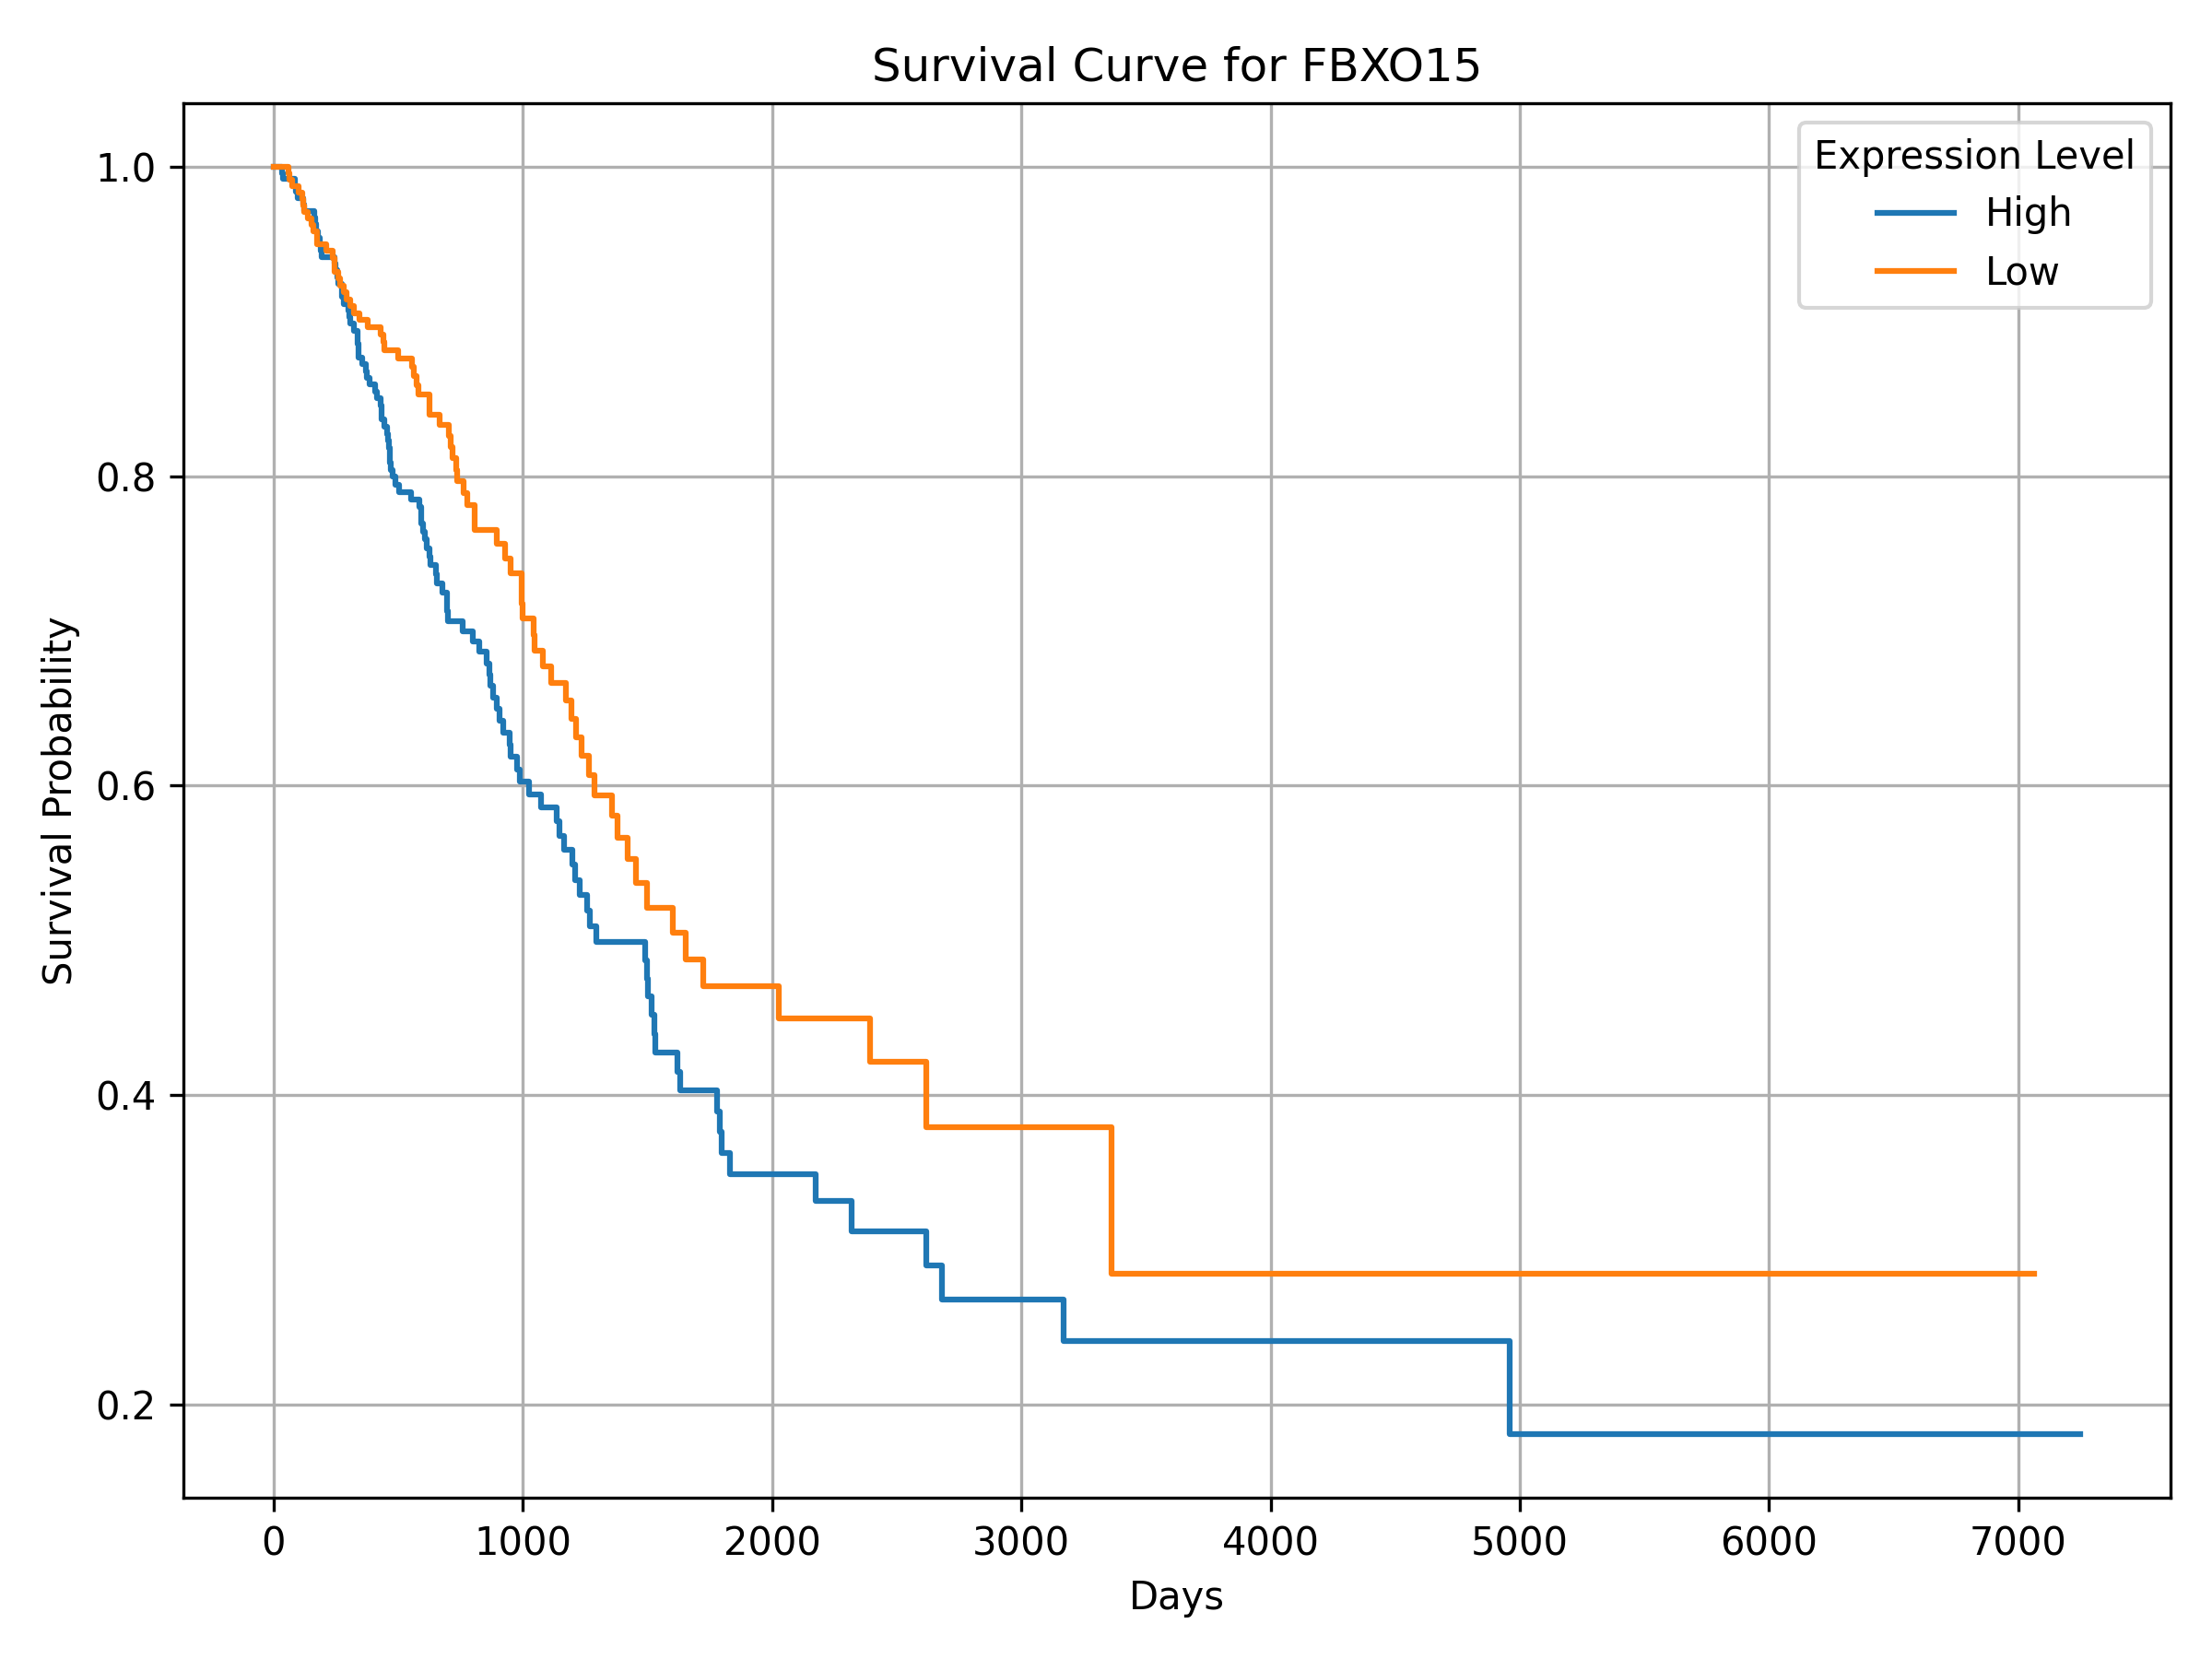 Survival Curve for FBXO15
Expression Level
High
Low
Survival Probability
1.0
0.8
0.6
0.4
0.2
0 1000 2000 3000 4000 5000 6000 7000
Days